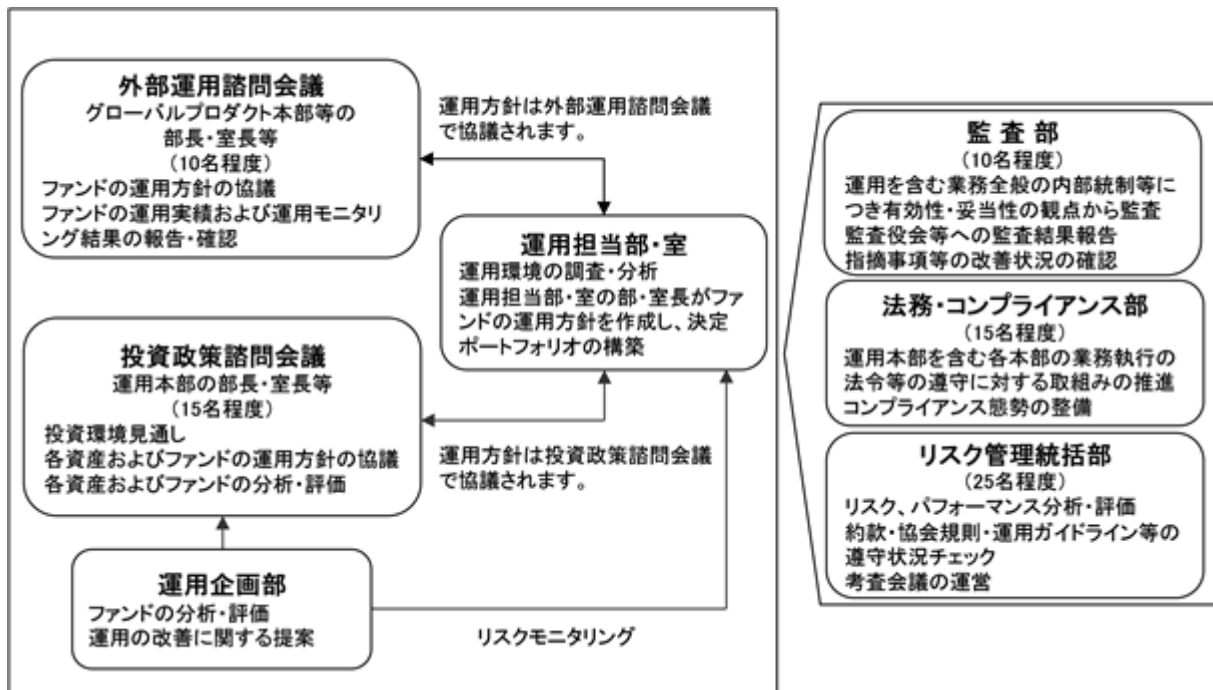 外部運用諮問会議
グローバルプロダクト本部等の
部長・室長等
（10名程度）
ファンドの運用方針の協議
ファンドの運用実績および運用モニタリ
ング結果の報告・確認
運用方針は外部運用諮問会議
で協議されます。
運用担当部・室
運用環境の調査・分析
運用担当部・室の部・室長がファ
ンドの運用方針を作成し、決定
ポートフォリオの構築
投資政策諮問会議
運用本部の部長・室長等
（15名程度）
投資環境見通し
各資産およびファンドの運用方針の協議
各資産およびファンドの分析・評価
運用方針は投資政策諮問会議
で協議されます。
運用企画部
ファンドの分析・評価
運用の改善に関する提案
リスクモニタリング
監 査 部
（10名程度）
運用を含む業務全般の内部統制等に
つき有効性・妥当性の観点から監査
監査役会等への監査結果報告
指摘事項等の改善状況の確認
法務・コンプライアンス部
（15名程度）
運用本部を含む各本部の業務執行の
法令等の遵守に対する取組みの推進
コンプライアンス態勢の整備
リスク管理統括部
（25名程度）
リスク、パフォーマンス分析・評価
約款・協会規則・運用ガイドライン等の
遵守状況チェック
考査会議の運営